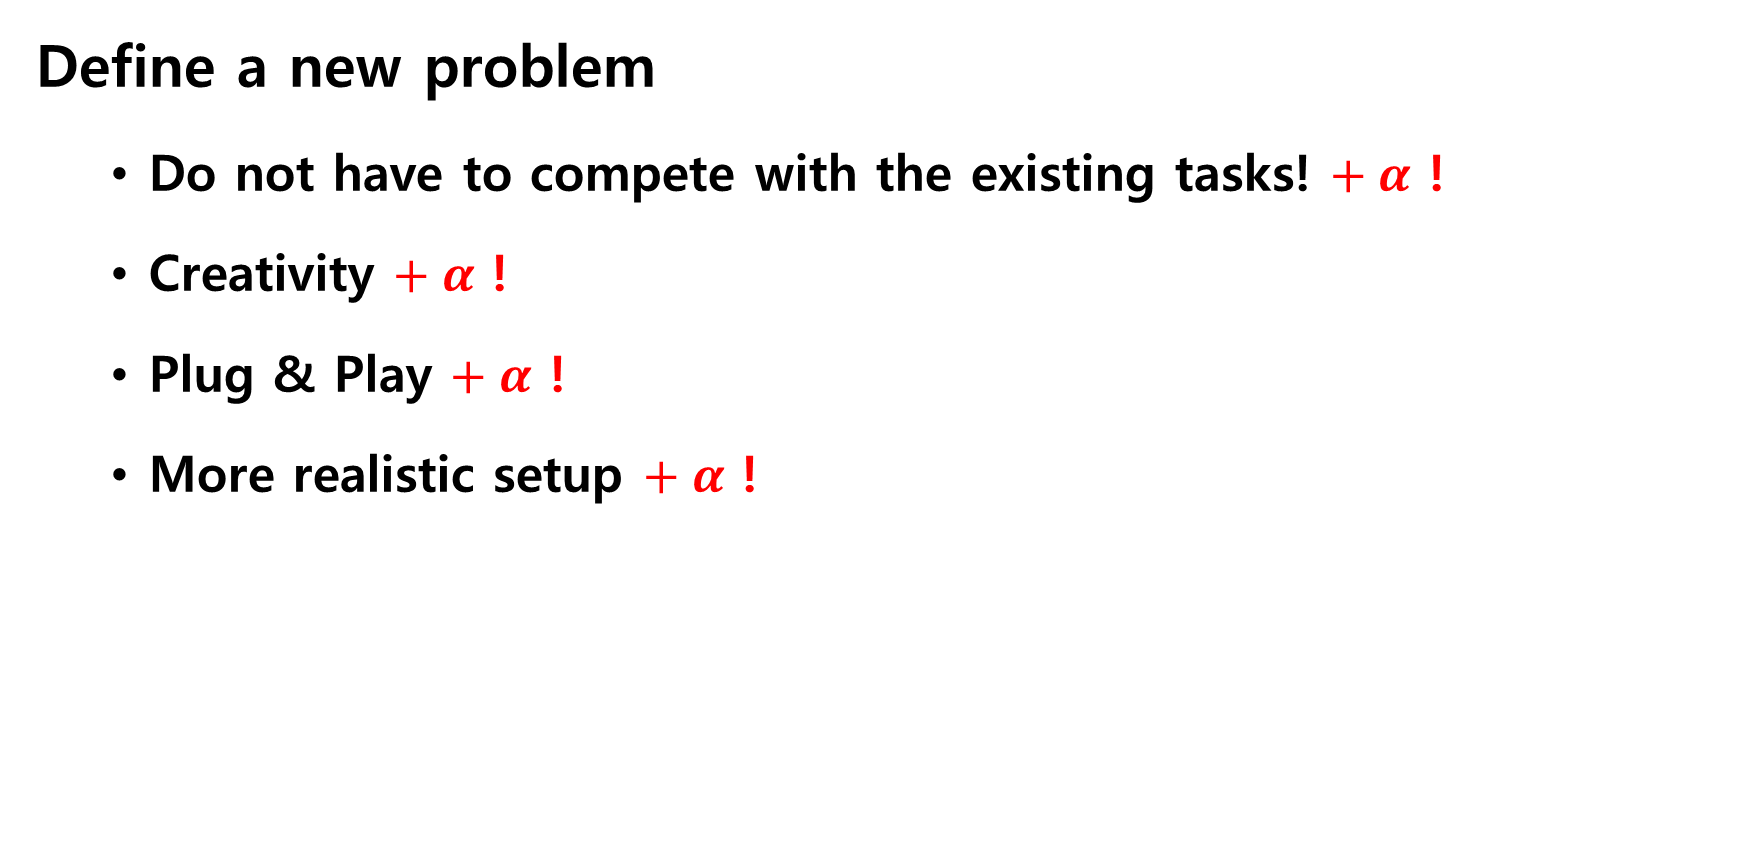 Define a new problem
• Do not have to compete with the existing tasks! + α !
• Creativity + α !
• Plug & Play + α !
• More realistic setup + α !